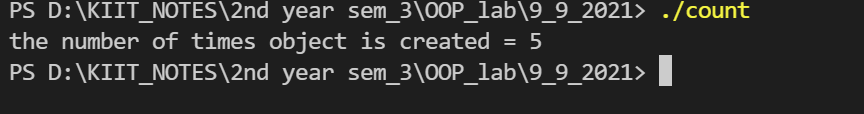 PS D:\KIIT_NOTES\2nd year sem_3\OOP_lab\9_9_2021> ./count
the number of times object is created = 5
PS D:\KIIT_NOTES\2nd year sem_3\OOP_lab\9_9_2021>